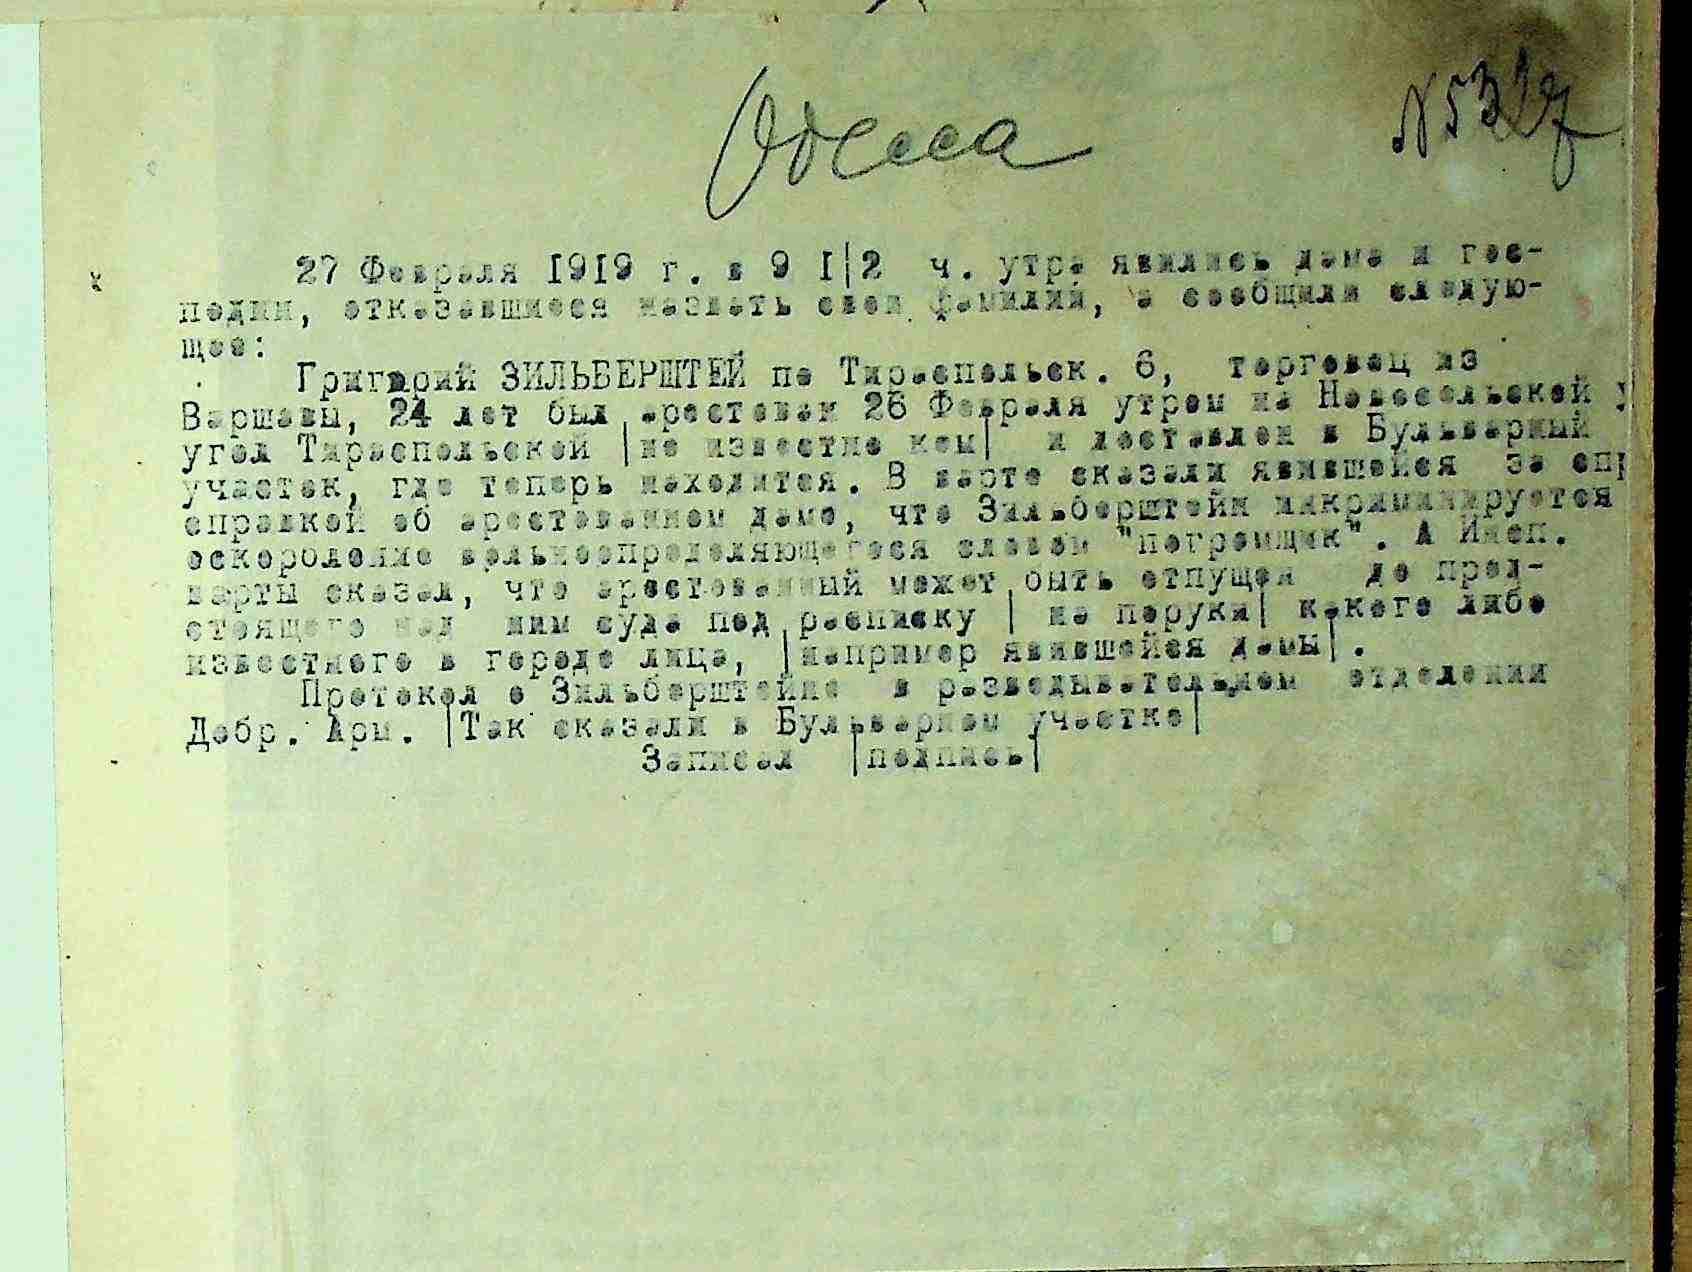 Одесса
27 Февраля 1919 г. в 9 I|2 ч. утра явились дама и гос-
подин, отказавшиеся назвать свои фамилии, а сообщили следую-
щее:
Григорий ЗИЛЬБЕРШТЕЙ по Тираспольск. 6, торговец из
Варшавы, 24 лет был арестован 26 Февраля утром на Новосельской у
угол Тираспольской |не известно кем| и доставлен в Бульварный
участок, где теперь находится. В варте сказали явившейся за спр
справкой об арестованном даме, что Зильберштейн инкриминируется
оскорбление вольноопределяющегося словом "погромщик". А Инсп.
варты сказал, что арестованный может быть отпущен до пред-
стоящего над ним суда под расписку | на поруки| какого либо
известного в городе лица, |например явившейся дамы|.
Протокол о Зильберштейне в разведывательном отделении
Добр. Арм. |Так сказали в Бульварном участке|
Записал |подпись|